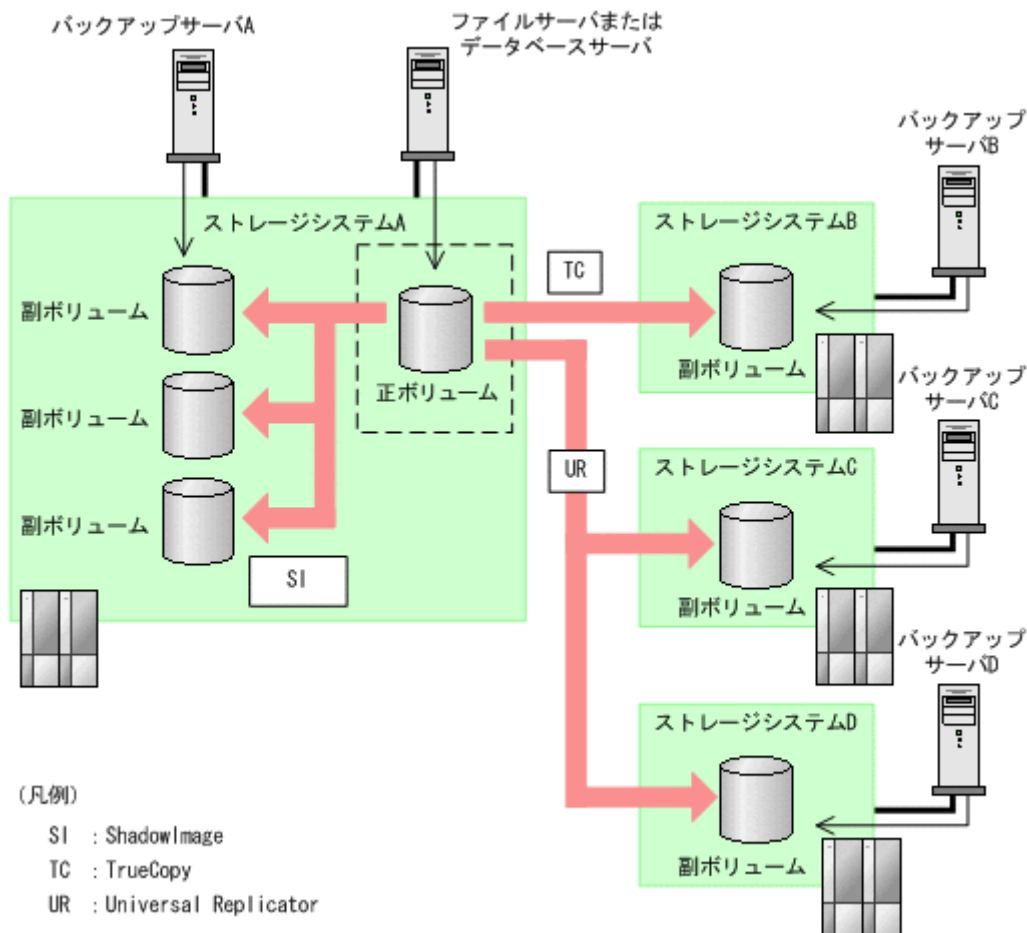 バックアップサーバA
ファイルサーバまたは
データベースサーバ
バックアップ
サーバB
ストレージシステムA
ストレージシステムB
TC
副ボリューム
正ボリューム
副ボリューム
バックアップ
サーバC
副ボリューム
UR
ストレージシステムC
副ボリューム
SI
副ボリューム
バックアップ
サーバD
ストレージシステムD
副ボリューム
(凡例)
SI :ShadowImage
TC :TrueCopy
UR :Universal Replicator